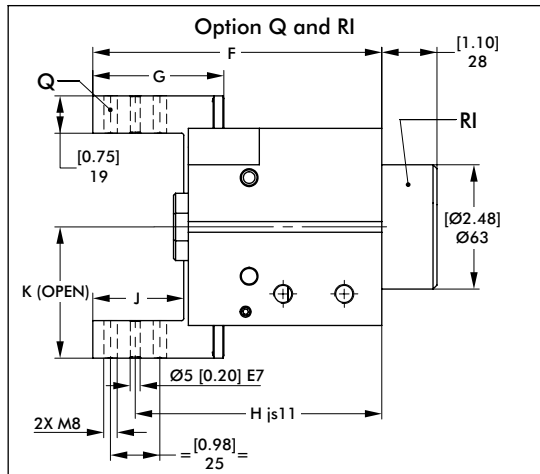 Option Q and RI
F
[1.10]
28
G
Q
RI
[0.75]
19
[Ø2.48]
Ø63
K (OPEN)
J
Ø5 [0.20] E7
2X M8
H js11
= [0.98] =
25